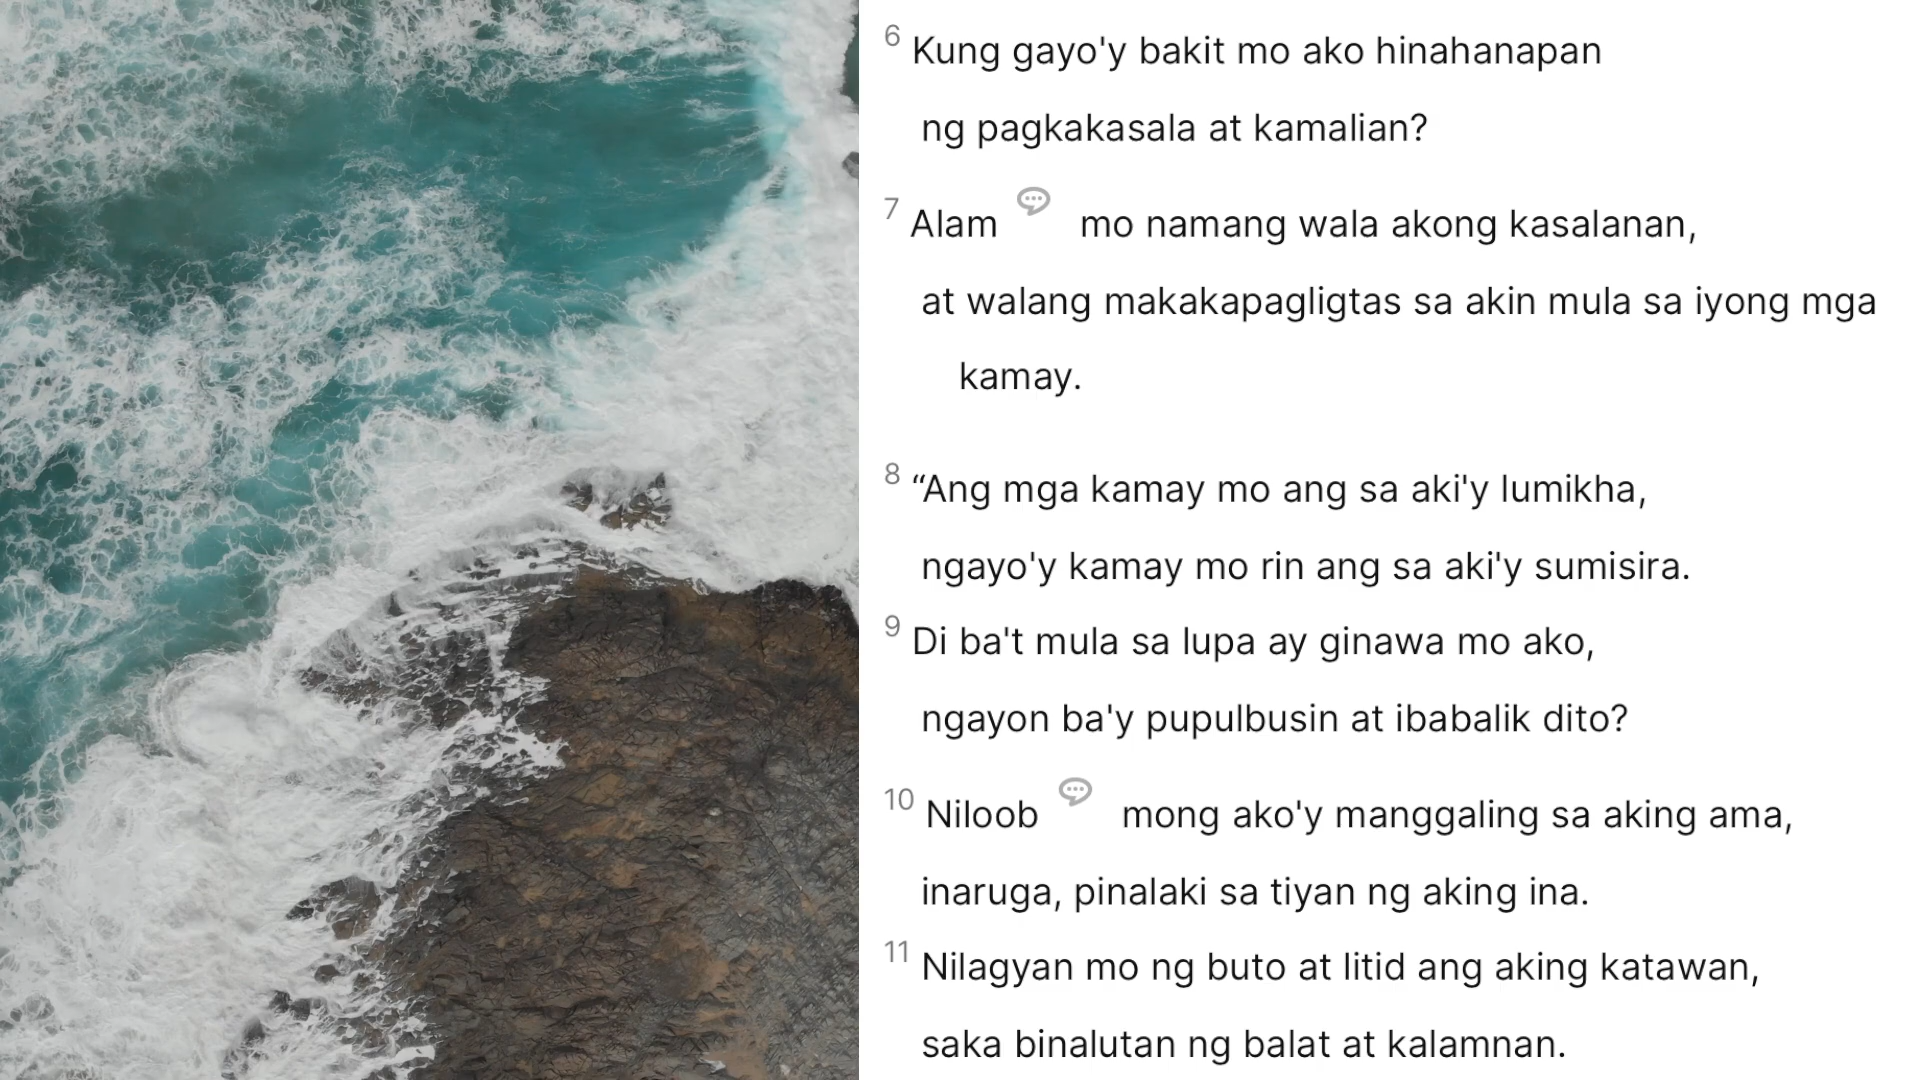 6 Kung gayo'y bakit mo ako hinahanapan
ng pagkakasala at kamalian?
7 Alam mo namang wala akong kasalanan,
at walang makakapagligtas sa akin mula sa iyong mga
kamay.
8 “Ang mga kamay mo ang sa aki'y lumikha,
ngayo'y kamay mo rin ang sa aki'y sumisira.
9 Di ba't mula sa lupa ay ginawa mo ako,
ngayon ba'y pupulbusin at ibabalik dito?
10 Niloob mong ako'y manggaling sa aking ama,
inaruga, pinalaki sa tiyan ng aking ina.
11 Nilagyan mo ng buto at litid ang aking katawan,
saka binalutan ng balat at kalamnan.